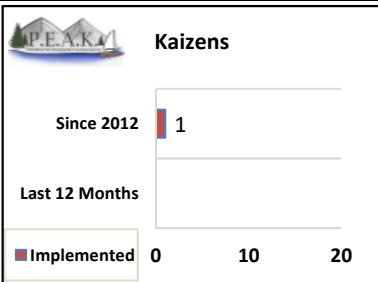 P.E.A.K.
Kaizens
Since 2012
1
Last 12 Months
Implemented
0 10 20